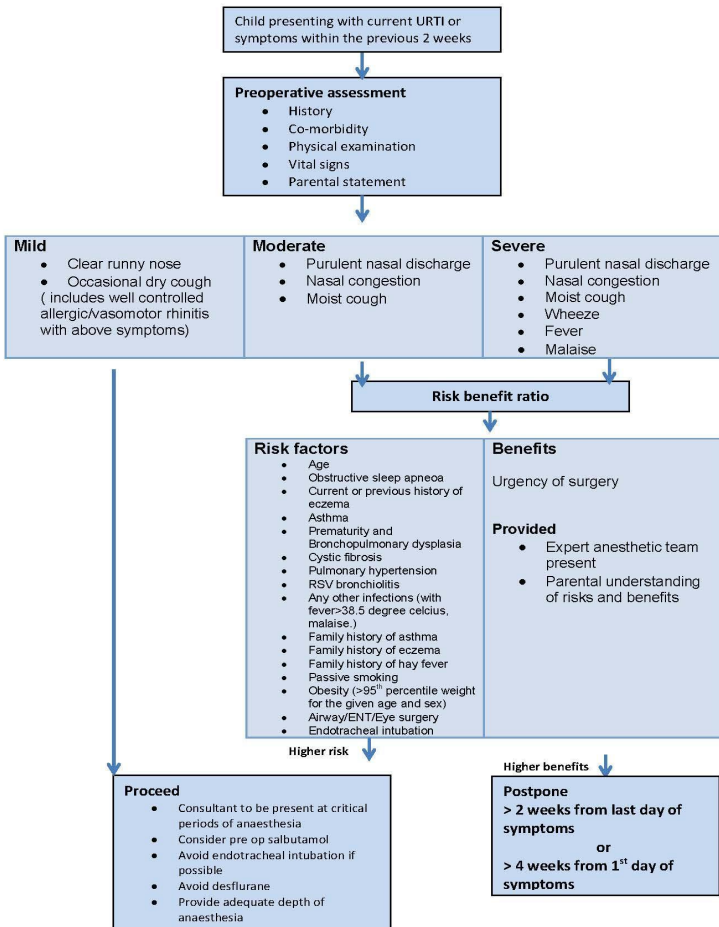 Child presenting with current URTI or
symptoms within the previous 2 weeks
Preoperative assessment
• History
• Co-morbidity
• Physical examination
• Vital signs
• Parental statement
Mild
• Clear runny nose
• Occasional dry cough
( includes well controlled
allergic/vasomotor rhinitis
with above symptoms)
Moderate
• Purulent nasal discharge
• Nasal congestion
• Moist cough
Severe
• Purulent nasal discharge
• Nasal congestion
• Moist cough
• Wheeze
• Fever
• Malaise
Risk benefit ratio
Risk factors
• Age
• Obstructive sleep apneoa
• Current or previous history of
eczema
• Asthma
• Prematurity and
Bronchopulmonary dysplasia
• Cystic fibrosis
• Pulmonary hypertension
• RSV bronchiolitis
• Any other infections (with
fever>38.5 degree celcius,
malaise.)
• Family history of asthma
• Family history of eczema
• Family history of hay fever
• Passive smoking
• Obesity (>95th percentile weight
for the given age and sex)
• Airway/ENT/Eye surgery
• Endotracheal intubation
Benefits
Urgency of surgery
Provided
• Expert anesthetic team
present
• Parental understanding
of risks and benefits
Higher risk
Higher benefits
Proceed
• Consultant to be present at critical
periods of anaesthesia
• Consider pre op salbutamol
• Avoid endotracheal intubation if
possible
• Avoid desflurane
• Provide adequate depth of
anaesthesia
Postpone
> 2 weeks from last day of
symptoms
or
> 4 weeks from 1st day of
symptoms